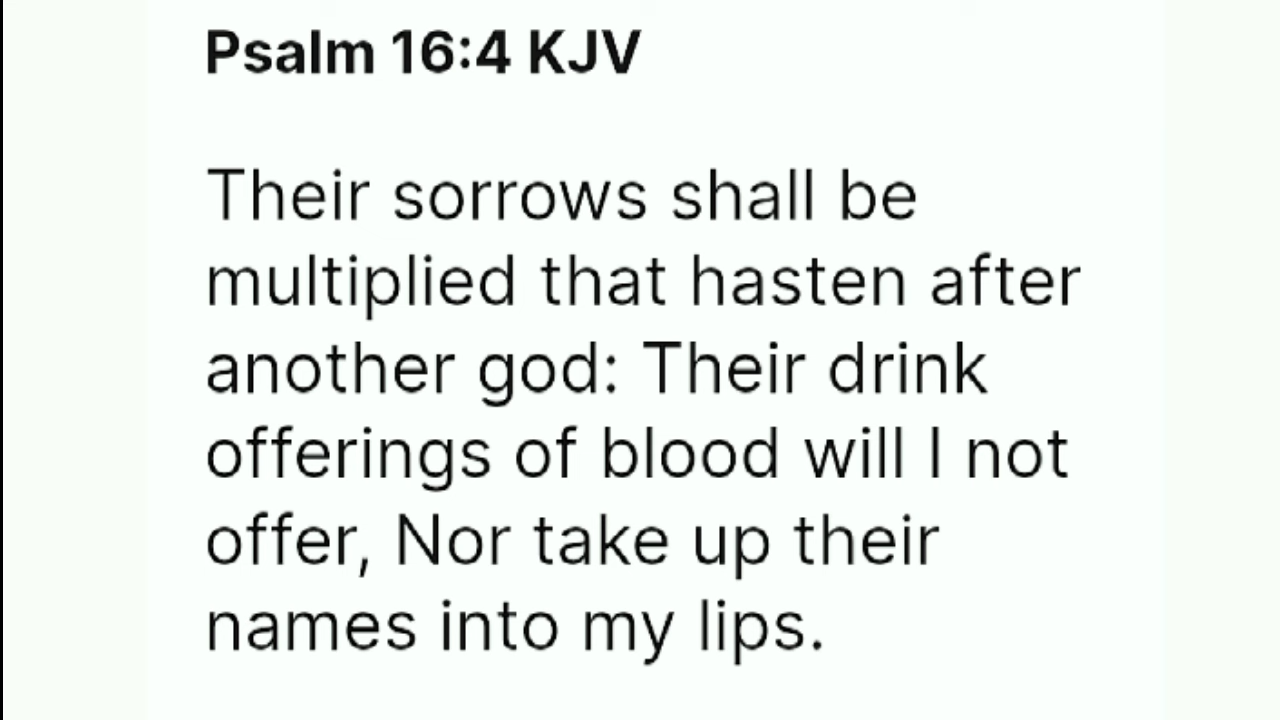 Psalm 16:4 KJV
Their sorrows shall be
multiplied that hasten after
another god: Their drink
offerings of blood will I not
offer, Nor take up their
names into my lips.